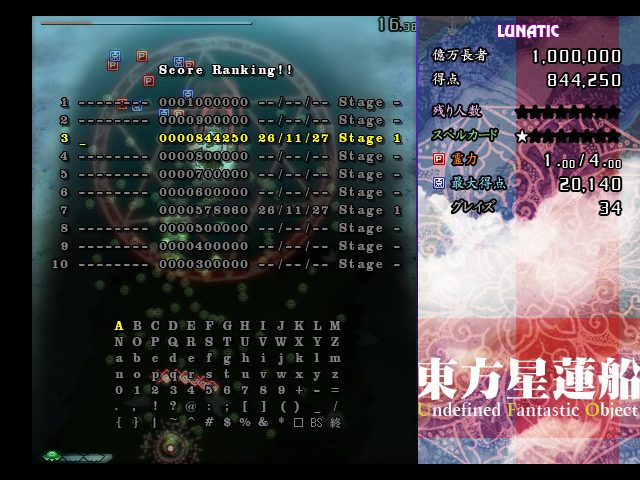 16.36
Score Ranking!!
1 -------- 0001000000 --/--/-- Stage -
2 -------- 0000900000 --/--/-- Stage -
3 _ 0000844250 26/11/27 Stage 1
4 -------- 0000800000 --/--/-- Stage -
5 -------- 0000700000 --/--/-- Stage -
6 -------- 0000600000 --/--/-- Stage -
7 -------- 0000578960 26/11/27 Stage 1
8 -------- 0000500000 --/--/-- Stage -
9 -------- 0000400000 --/--/-- Stage -
10 -------- 0000300000 --/--/-- Stage -
A B C D E F G H I J K L M
N O P Q R S T U V W X Y Z
a b c d e f g h i j k l m
n o p q r s t u v w x y z
0 1 2 3 4 5 6 7 8 9 + - =
. , ! ? @ : ; [ ] ( ) _ /
{ } | ~ ^ # $ % & * □ BS 終
LUNATIC
億万長者 1,000,000
得点 844,250
残り人数
スペルカード
P 霊力 1.00/4.00
点 最大得点 20,140
グレイズ 34
東方星蓮船
Undefined Fantastic Object